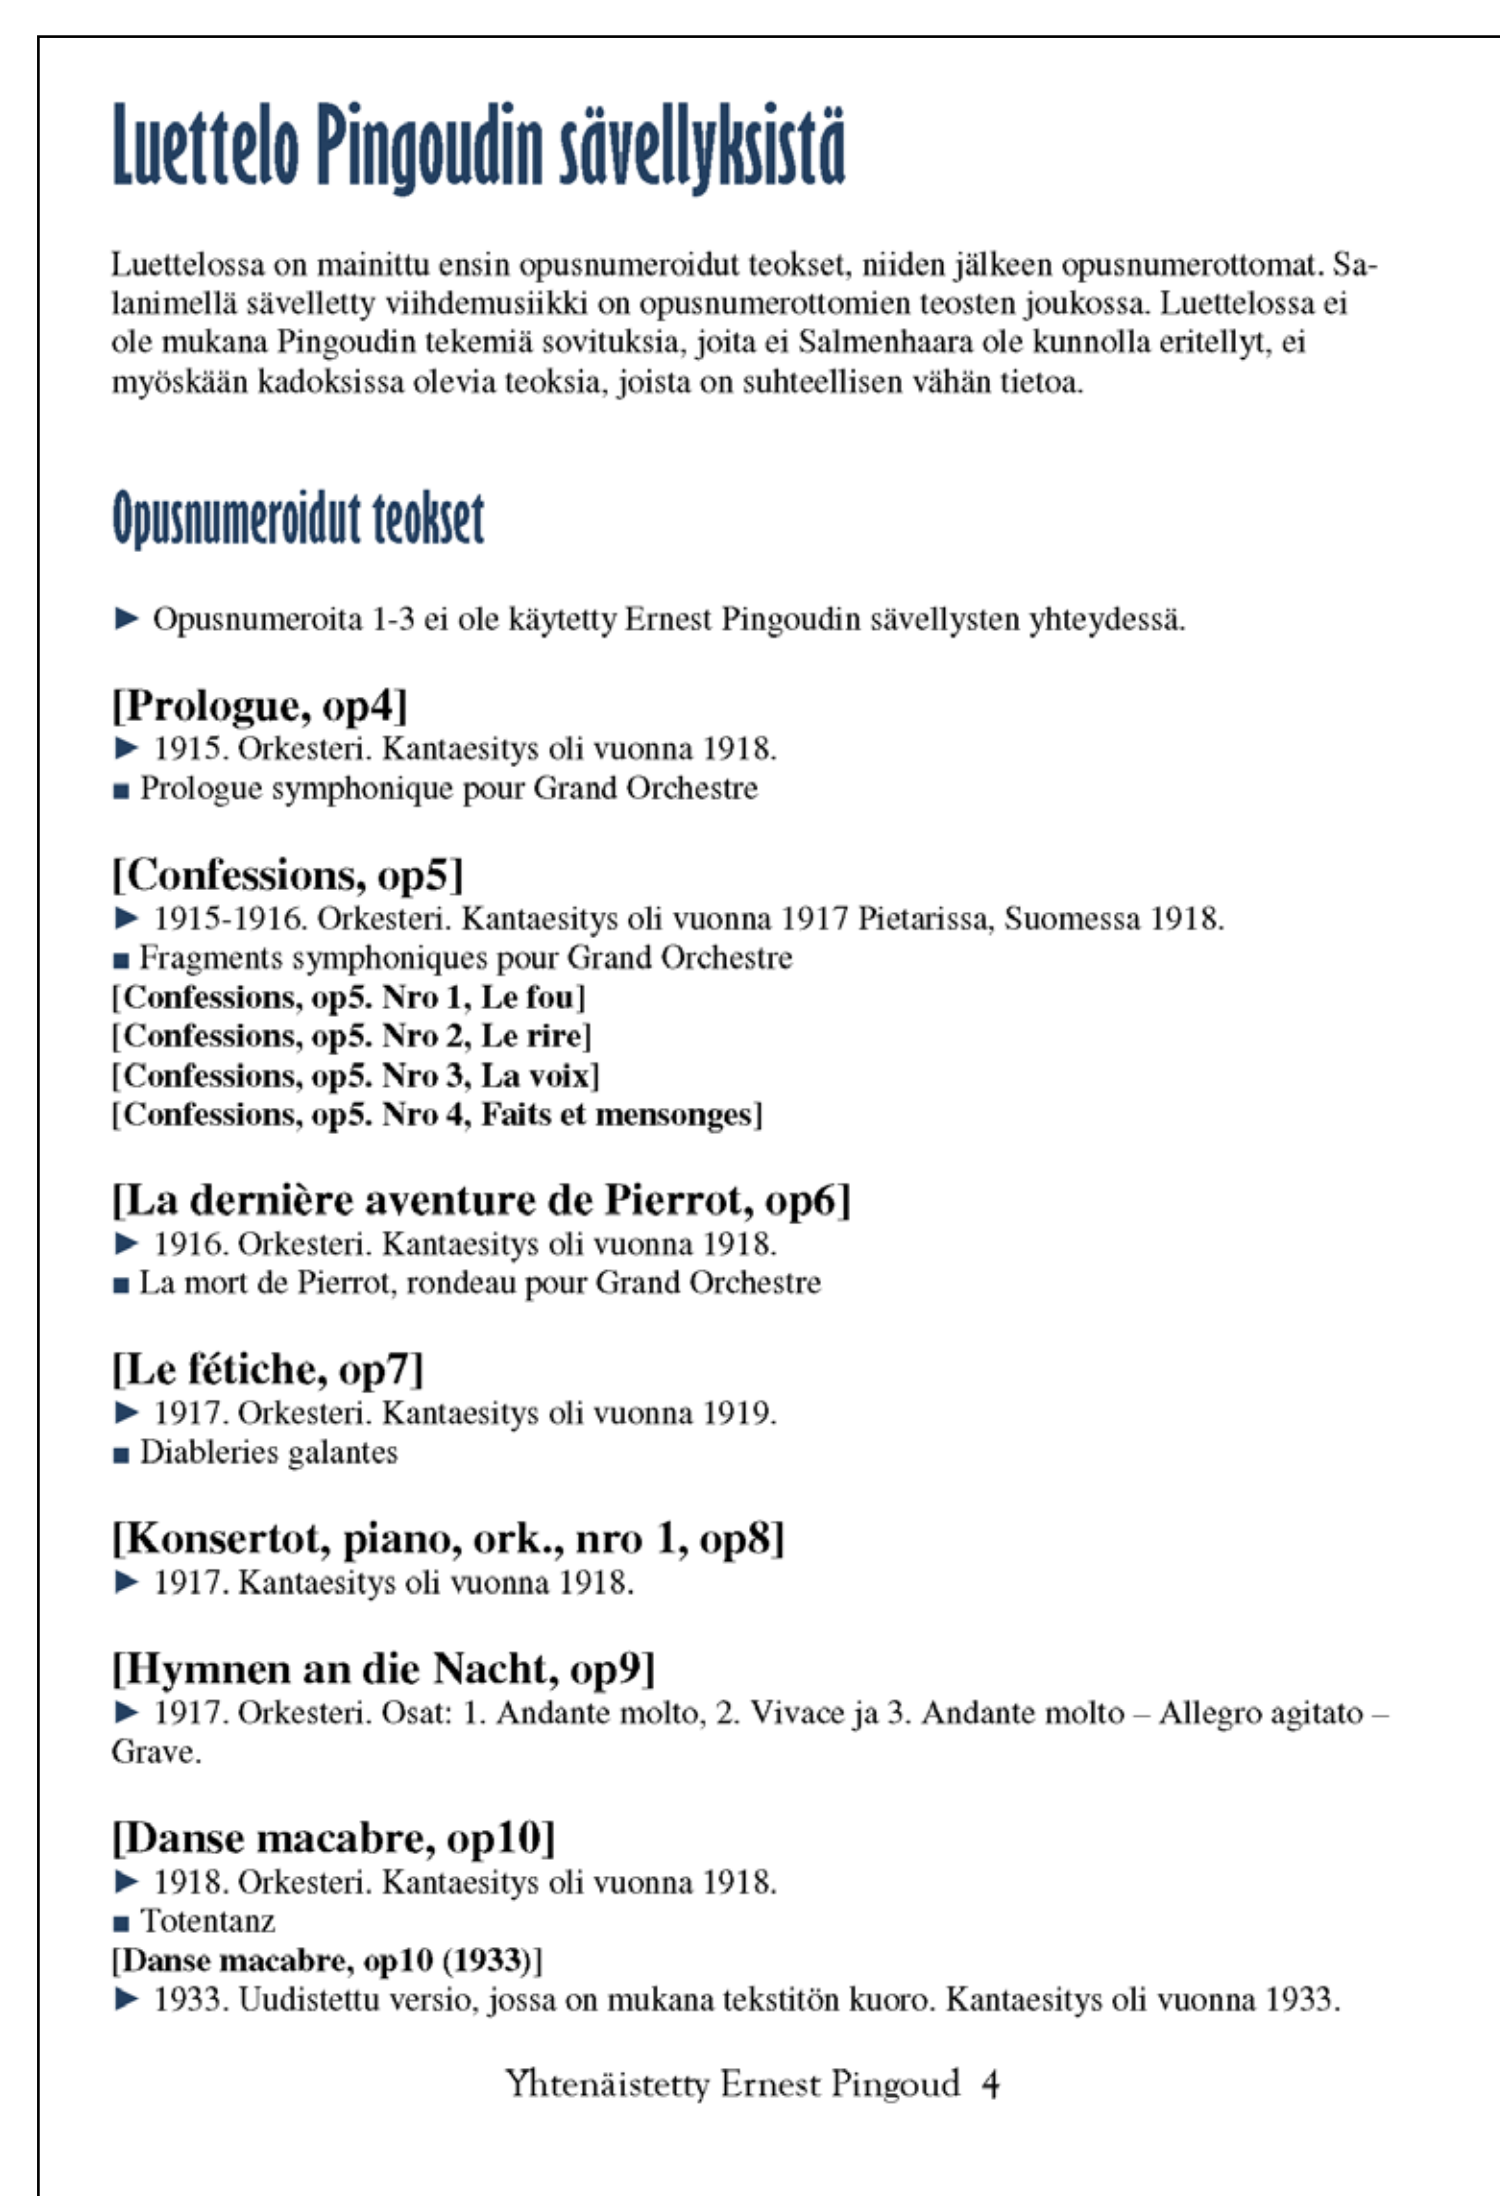 Luettelo Pingoudin sävellyksistä
Luettelossa on mainittu ensin opusnumeroidut teokset, niiden jälkeen opusnumerottomat. Sa-
lanimellä sävelletty viihdemusiikki on opusnumerottomien teosten joukossa. Luettelossa ei
ole mukana Pingoudin tekemiä sovituksia, joita ei Salmenhaara ole kunnolla eritellyt, ei
myöskään kadoksissa olevia teoksia, joista on suhteellisen vähän tietoa.
Opusnumeroidut teokset
► Opusnumeroita 1-3 ei ole käytetty Ernest Pingoudin sävellysten yhteydessä.
[Prologue, op4]
► 1915. Orkesteri. Kantaesitys oli vuonna 1918.
■ Prologue symphonique pour Grand Orchestre
[Confessions, op5]
► 1915-1916. Orkesteri. Kantaesitys oli vuonna 1917 Pietarissa, Suomessa 1918.
■ Fragments symphoniques pour Grand Orchestre
[Confessions, op5. Nro 1, Le fou]
[Confessions, op5. Nro 2, Le rire]
[Confessions, op5. Nro 3, La voix]
[Confessions, op5. Nro 4, Faits et mensonges]
[La dernière aventure de Pierrot, op6]
► 1916. Orkesteri. Kantaesitys oli vuonna 1918.
■ La mort de Pierrot, rondeau pour Grand Orchestre
[Le fétiche, op7]
► 1917. Orkesteri. Kantaesitys oli vuonna 1919.
■ Diableries galantes
[Konsertot, piano, ork., nro 1, op8]
► 1917. Kantaesitys oli vuonna 1918.
[Hymnen an die Nacht, op9]
► 1917. Orkesteri. Osat: 1. Andante molto, 2. Vivace ja 3. Andante molto – Allegro agitato –
Grave.
[Danse macabre, op10]
► 1918. Orkesteri. Kantaesitys oli vuonna 1918.
■ Totentanz
[Danse macabre, op10 (1933)]
► 1933. Uudistettu versio, jossa on mukana tekstitön kuoro. Kantaesitys oli vuonna 1933.
Yhtenäistetty Ernest Pingoud 4